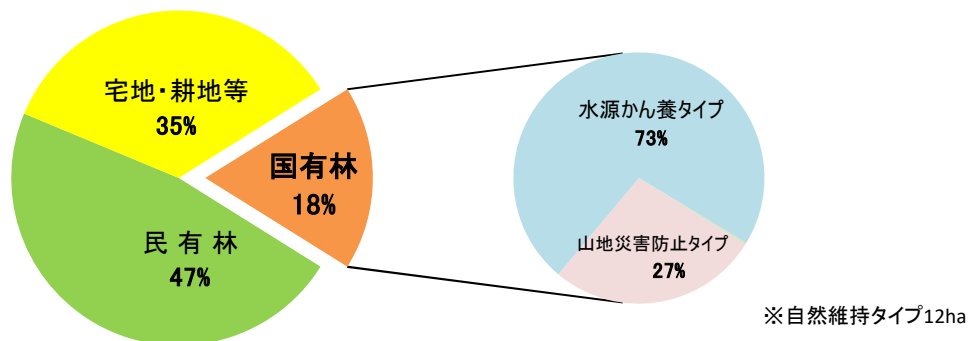 宅地・耕地等
35%
国有林
18%
民 有 林
47%
水源かん養タイプ
73%
山地災害防止タイプ
27%
※自然維持タイプ12ha